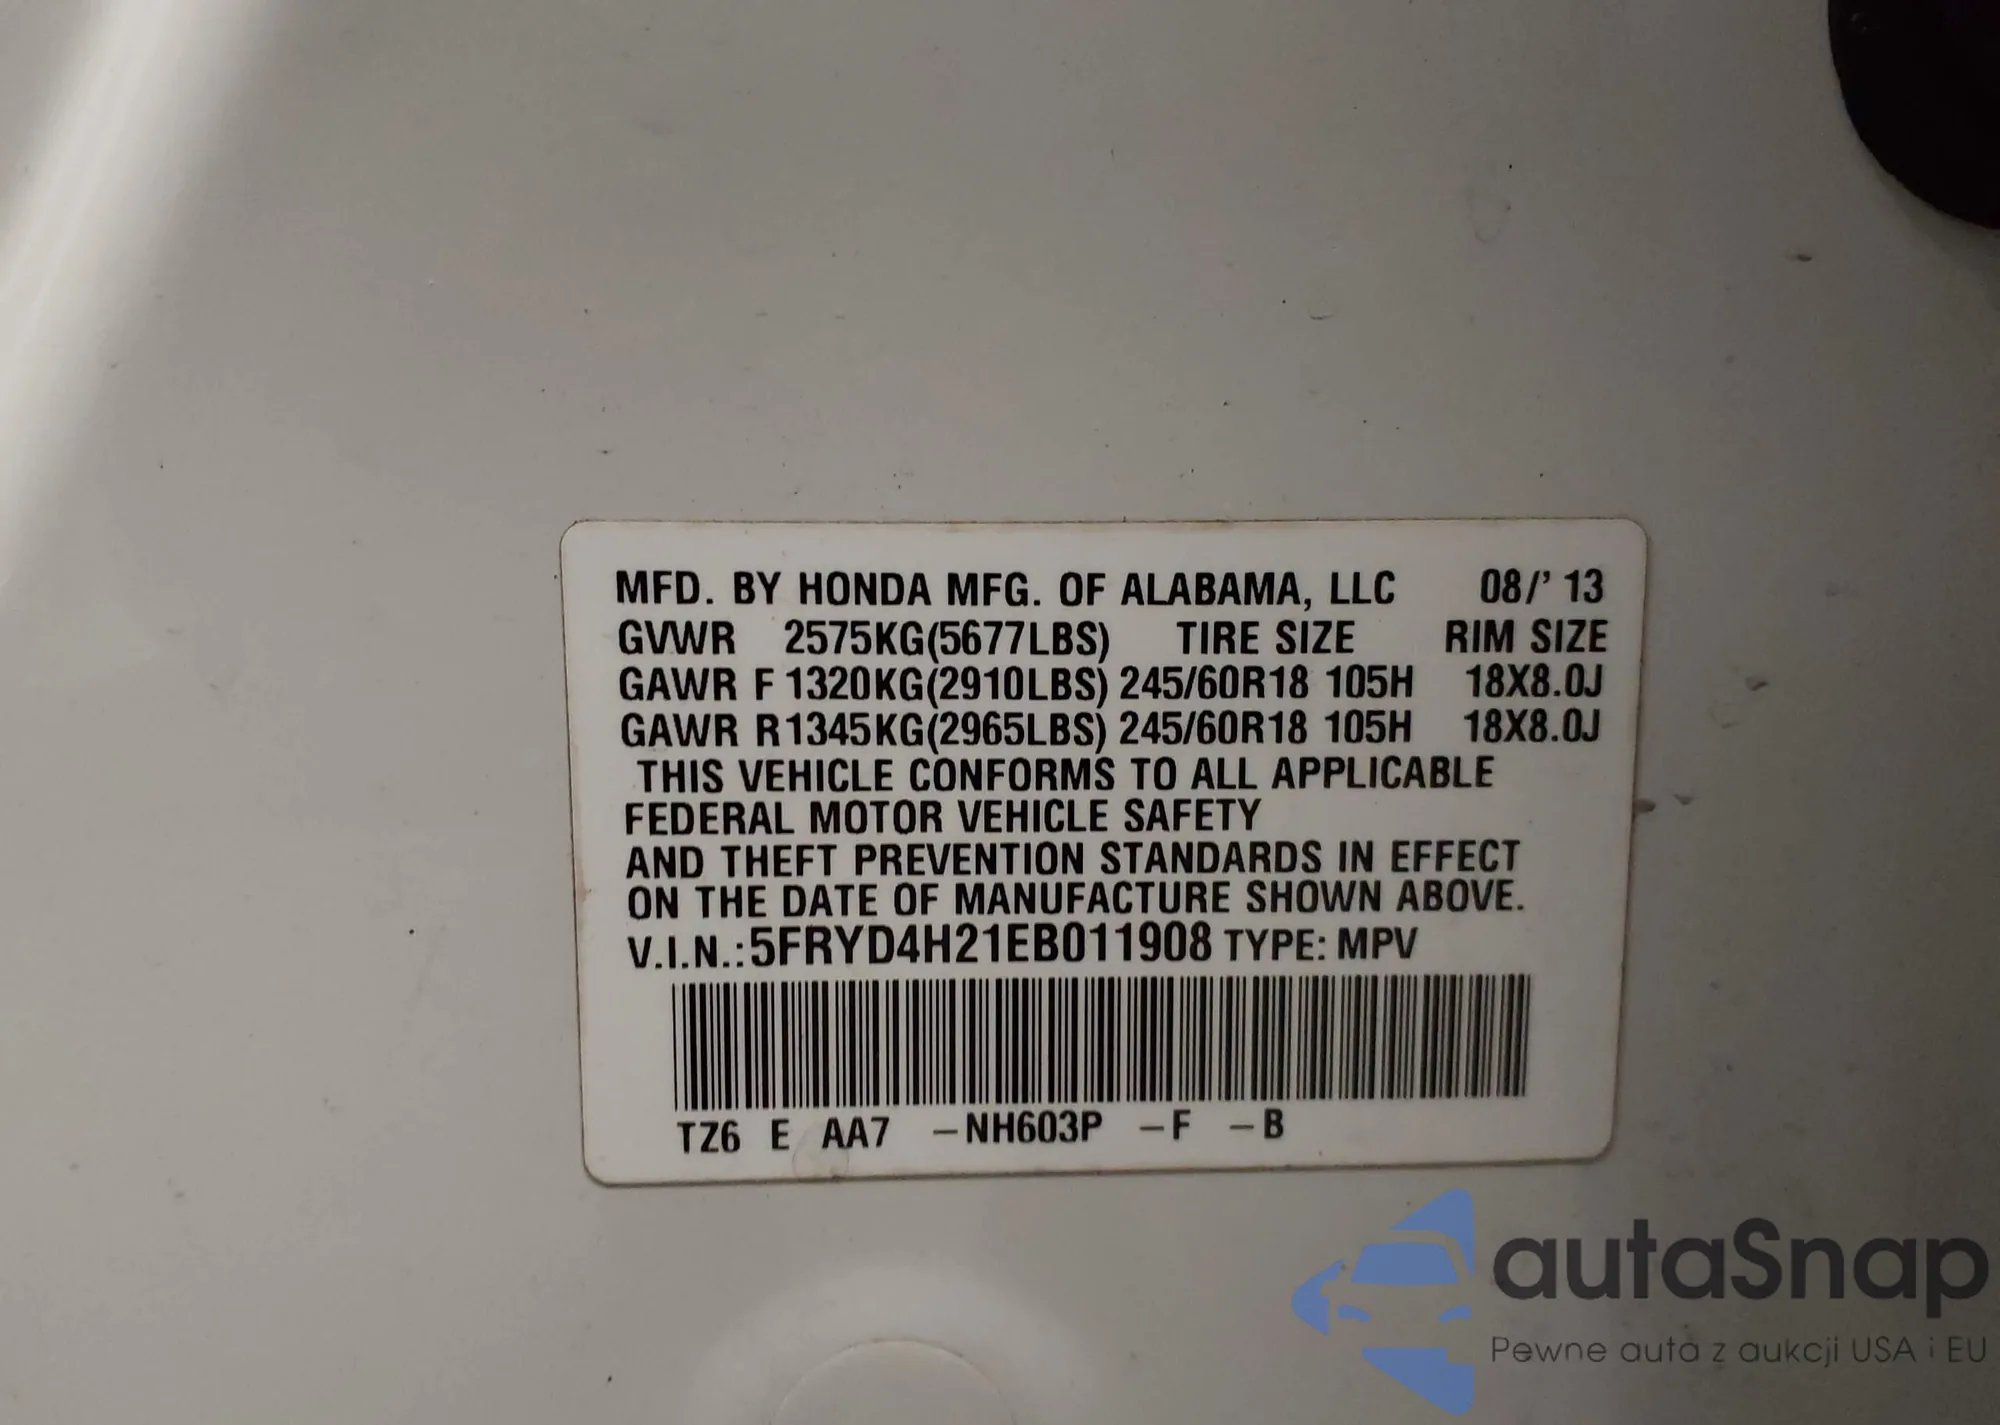 MFD. BY HONDA MFG. OF ALABAMA, LLC 08/' 13
GVWR 2575KG(5677LBS) TIRE SIZE RIM SIZE
GAWR F 1320KG(2910LBS) 245/60R18 105H 18X8.0J
GAWR R 1345KG(2965LBS) 245/60R18 105H 18X8.0J
THIS VEHICLE CONFORMS TO ALL APPLICABLE
FEDERAL MOTOR VEHICLE SAFETY
AND THEFT PREVENTION STANDARDS IN EFFECT
ON THE DATE OF MANUFACTURE SHOWN ABOVE.
V.I.N.:5FRYD4H21EB011908 TYPE: MPV
TZ6 E AA7 –NH603P –F –B
autaSnap
Pewne auta z aukcji USA i EU